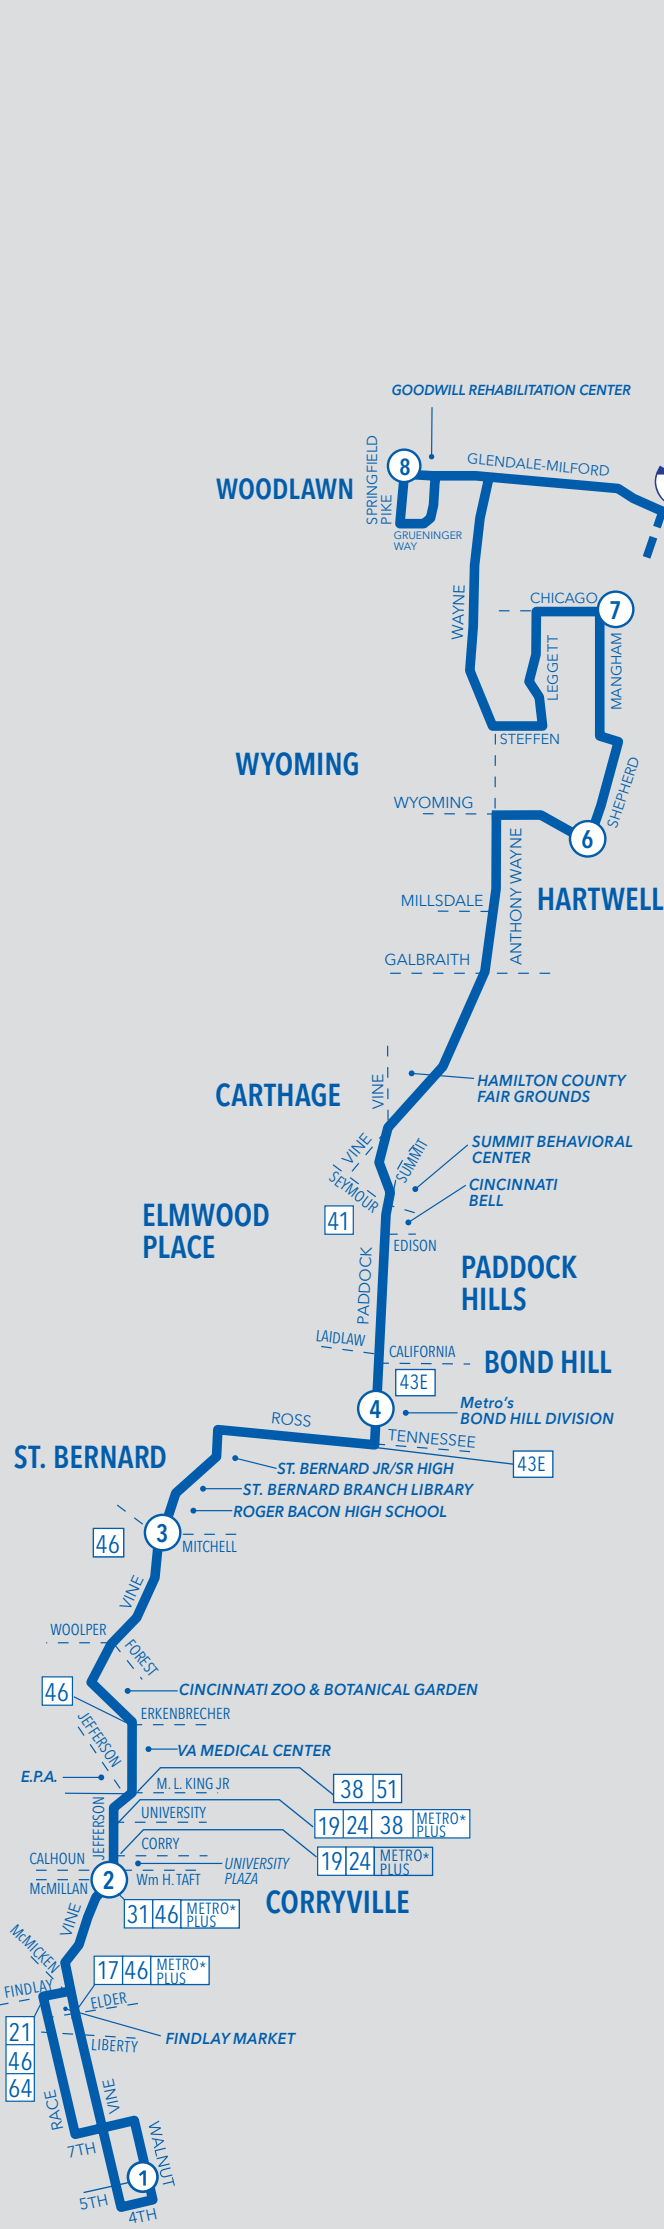 GOODWILL REHABILITATION CENTER
SPRINGFIELD
PIKE
8
GLENDALE-MILFORD
WOODLAWN
GRUENINGER
WAY
WAYNE
CHICAGO
7
LEGGETT
MANGHAM
STEFFEN
WYOMING
SHEPHERD
WYOMING
6
ANTHONY WAYNE
MILLSDALE
HARTWELL
GALBRAITH
VINE
HAMILTON COUNTY
FAIR GROUNDS
CARTHAGE
VINE
SUMMIT
SUMMIT BEHAVIORAL
CENTER
SEYMOUR
CINCINNATI
BELL
41
ELMWOOD
PLACE
EDISON
PADDOCK
PADDOCK
HILLS
LAIDLAW
CALIFORNIA
BOND HILL
43E
4
Metro's
BOND HILL DIVISION
ROSS
TENNESSEE
43E
ST. BERNARD
ST. BERNARD JR/SR HIGH
ST. BERNARD BRANCH LIBRARY
ROGER BACON HIGH SCHOOL
3
46
MITCHELL
VINE
WOOLPER
FOREST
46
CINCINNATI ZOO & BOTANICAL GARDEN
ERKENBRECHER
JEFFERSON
VA MEDICAL CENTER
E.P.A.
M. L. KING JR
38 51
JEFFERSON
UNIVERSITY
19 24 38 METRO*
PLUS
CORRY
CALHOUN
UNIVERSITY
PLAZA
19 24 METRO*
PLUS
2
Wm H. TAFT
McMILLAN
CORRYVILLE
31 46 METRO*
PLUS
VINE
McMICKEN
17 46 METRO*
PLUS
FINDLAY
ELDER
21
46
64
FINDLAY MARKET
LIBERTY
RACE
VINE
WALNUT
7TH
1
5TH
4TH